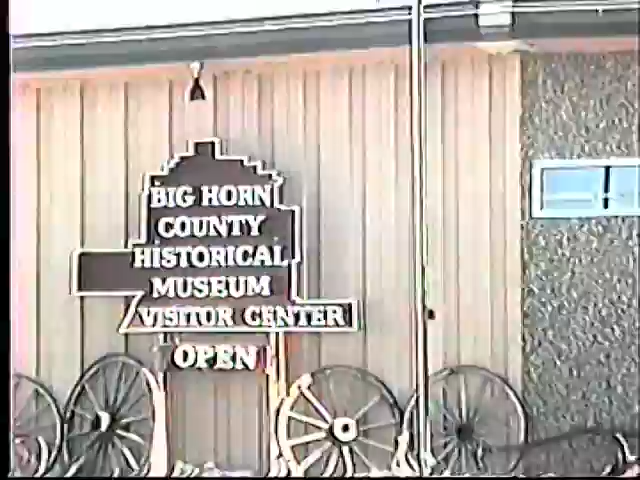 BIG HORN
COUNTY
HISTORICAL
MUSEUM
VISITOR CENTER
OPEN